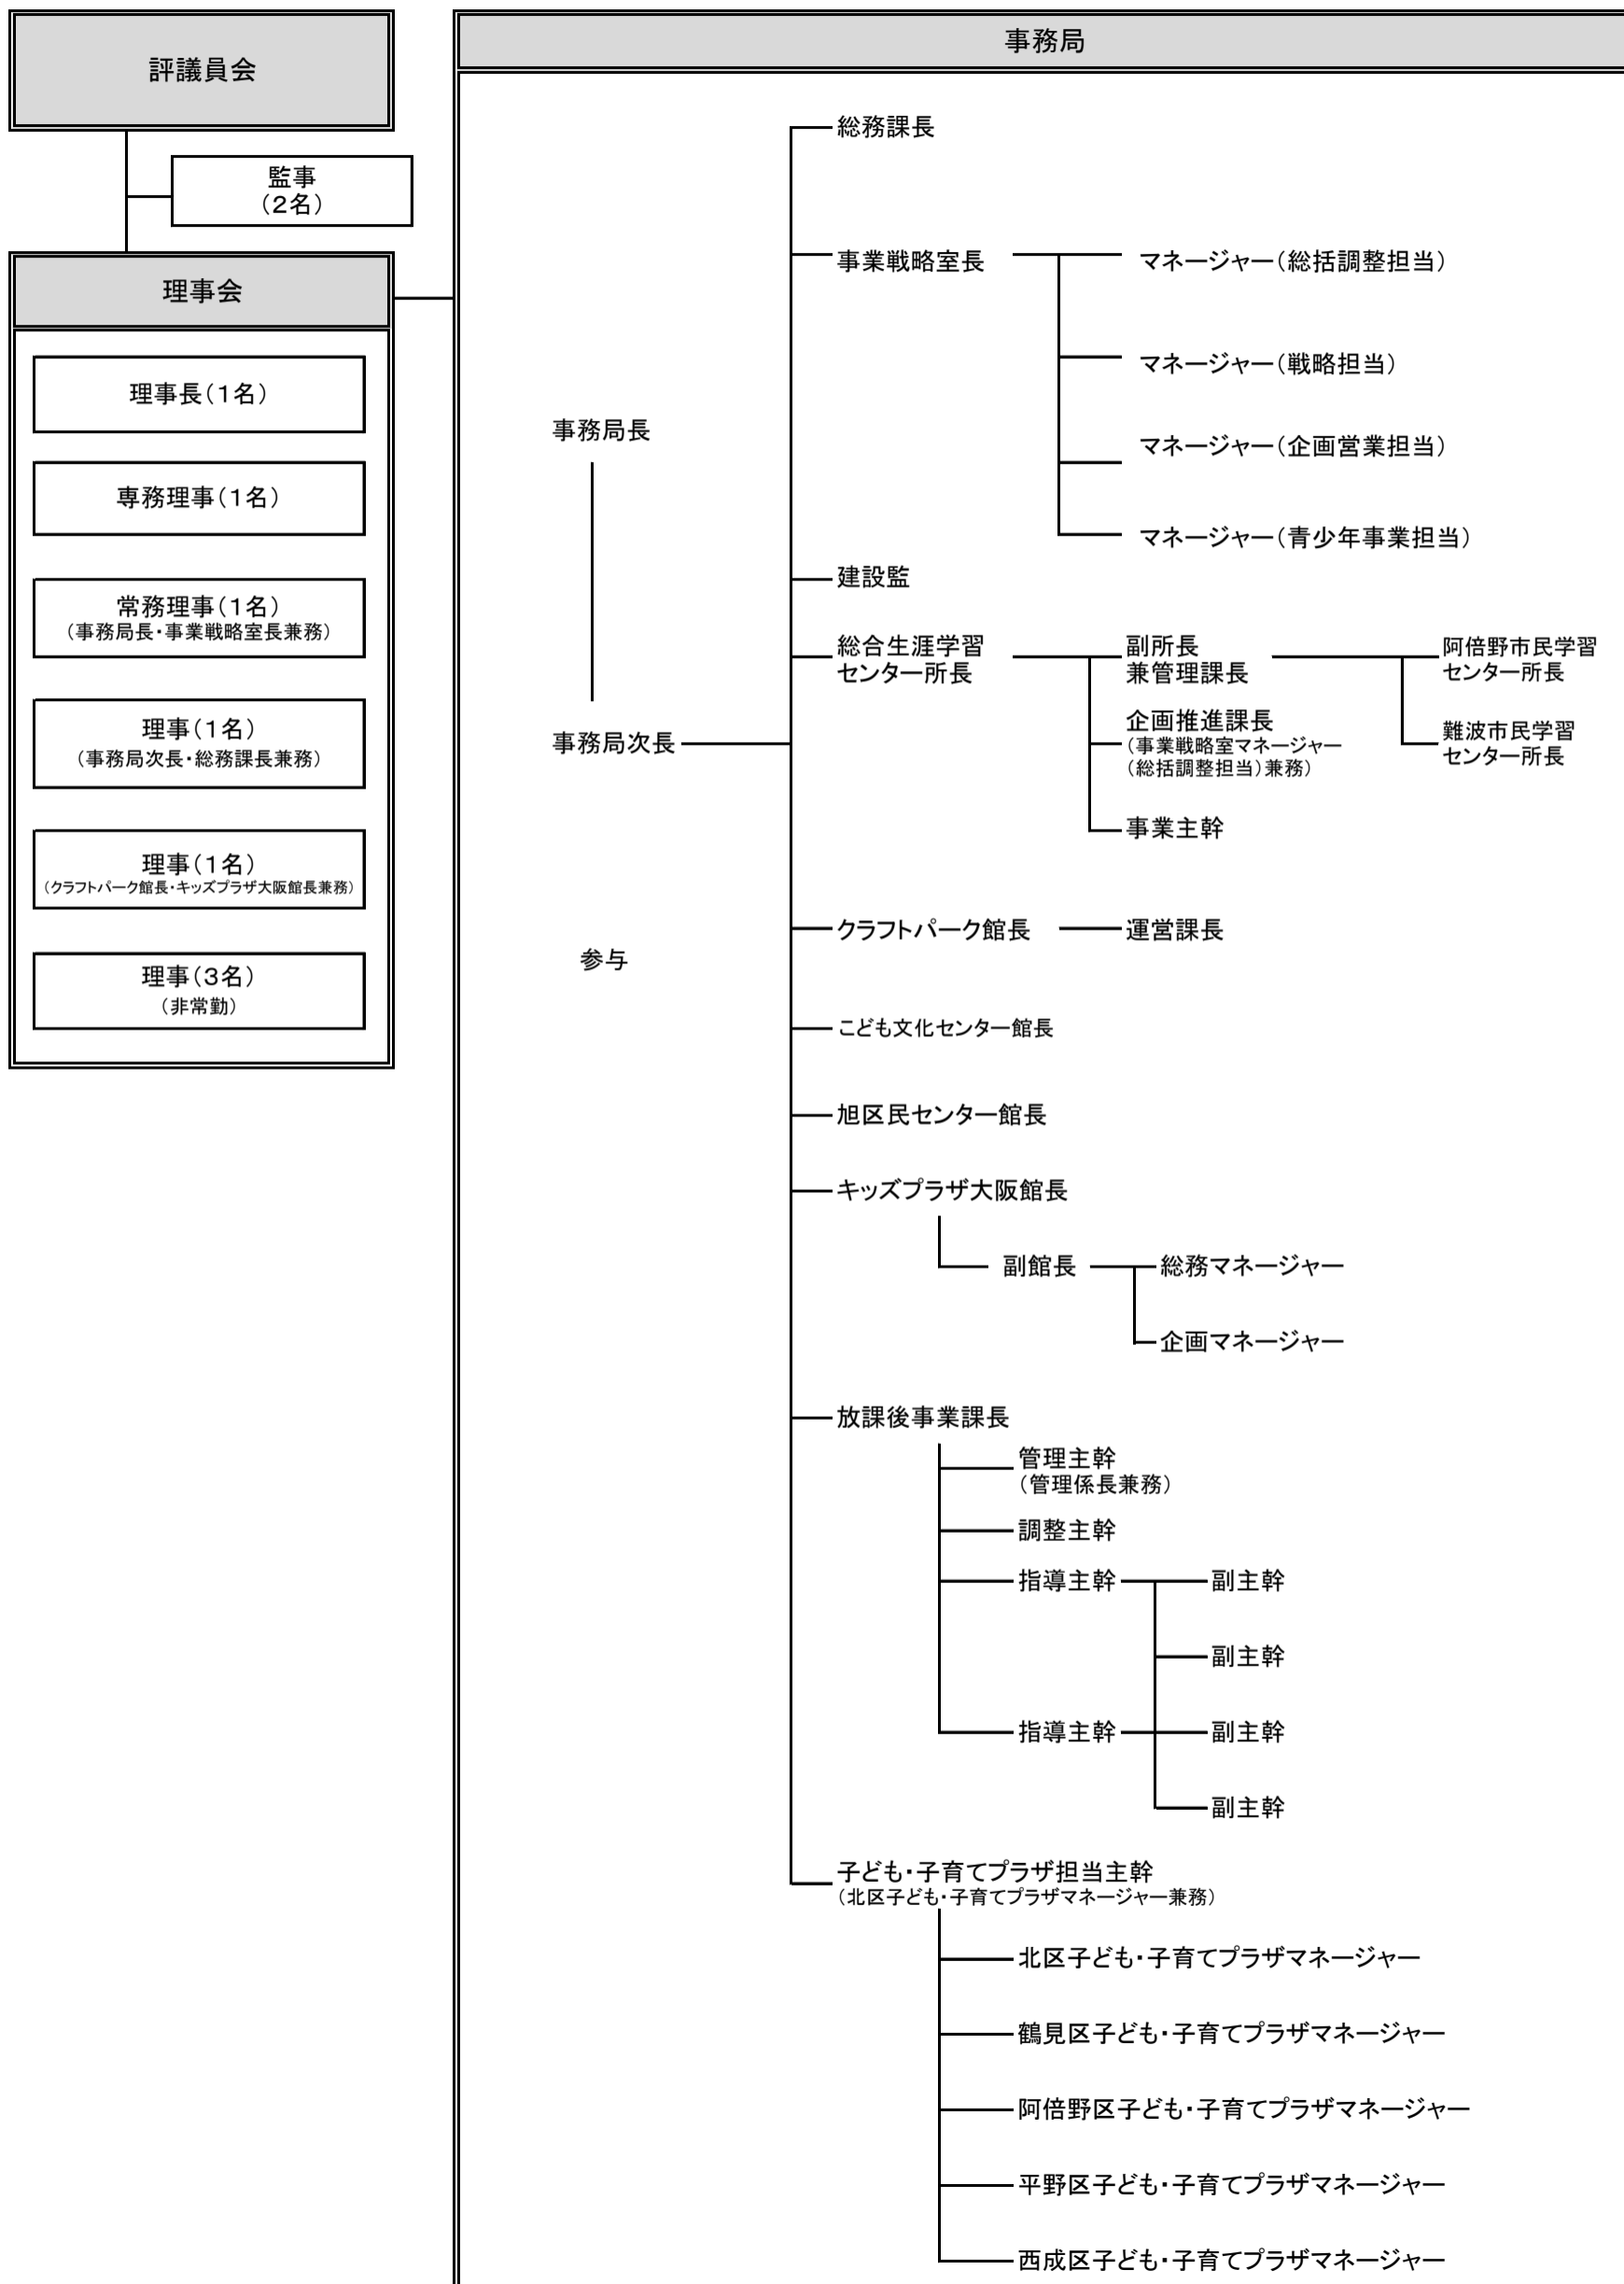 評議員会
監事
（２名）
理事会
理事長（１名）
専務理事（１名）
常務理事（１名）
（事務局長・事業戦略室長兼務）
理事（１名）
（事務局次長・総務課長兼務）
理事（１名）
（クラフトパーク館長・キッズプラザ大阪館長兼務）
理事（３名）
（非常勤）
事務局
事務局長
事務局次長
参与
総務課長
事業戦略室長
マネージャー（総括調整担当）
マネージャー（戦略担当）
マネージャー（企画営業担当）
マネージャー（青少年事業担当）
建設監
総合生涯学習
センター所長
副所長
兼管理課長
阿倍野市民学習
センター所長
難波市民学習
センター所長
企画推進課長
（事業戦略室マネージャー
（総括調整担当）兼務）
事業主幹
クラフトパーク館長
運営課長
こども文化センター館長
旭区民センター館長
キッズプラザ大阪館長
副館長
総務マネージャー
企画マネージャー
放課後事業課長
管理主幹
（管理係長兼務）
調整主幹
指導主幹
副主幹
副主幹
指導主幹
副主幹
副主幹
子ども・子育てプラザ担当主幹
（北区子ども・子育てプラザマネージャー兼務）
北区子ども・子育てプラザマネージャー
鶴見区子ども・子育てプラザマネージャー
阿倍野区子ども・子育てプラザマネージャー
平野区子ども・子育てプラザマネージャー
西成区子ども・子育てプラザマネージャー